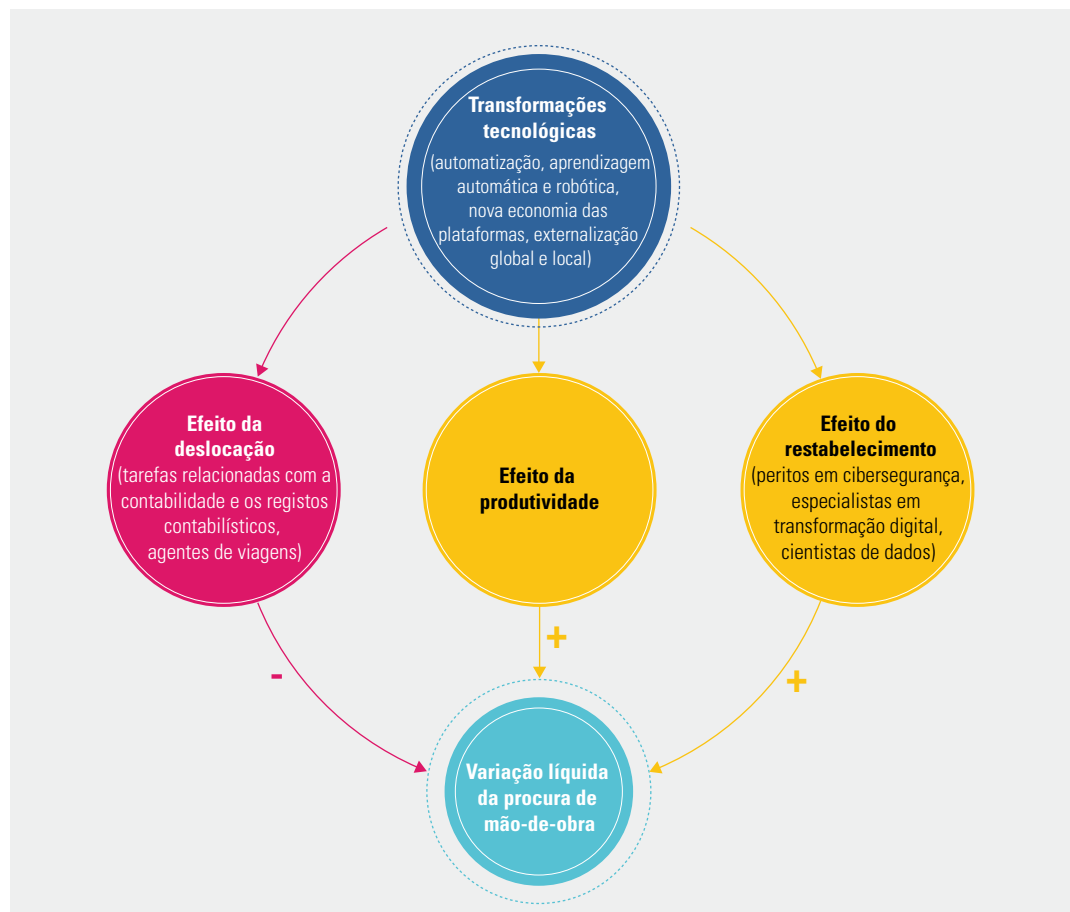 Transformações
tecnológicas
(automatização, aprendizagem
automática e robótica,
nova economia das
plataformas, externalização
global e local)
Efeito da
deslocação
(tarefas relacionadas com a
contabilidade e os registos
contabilísticos,
agentes de viagens)
Efeito da
produtividade
Efeito do
restabelecimento
(peritos em cibersegurança,
especialistas em
transformação digital,
cientistas de dados)
-
+
+
Variação líquida
da procura de
mão-de-obra